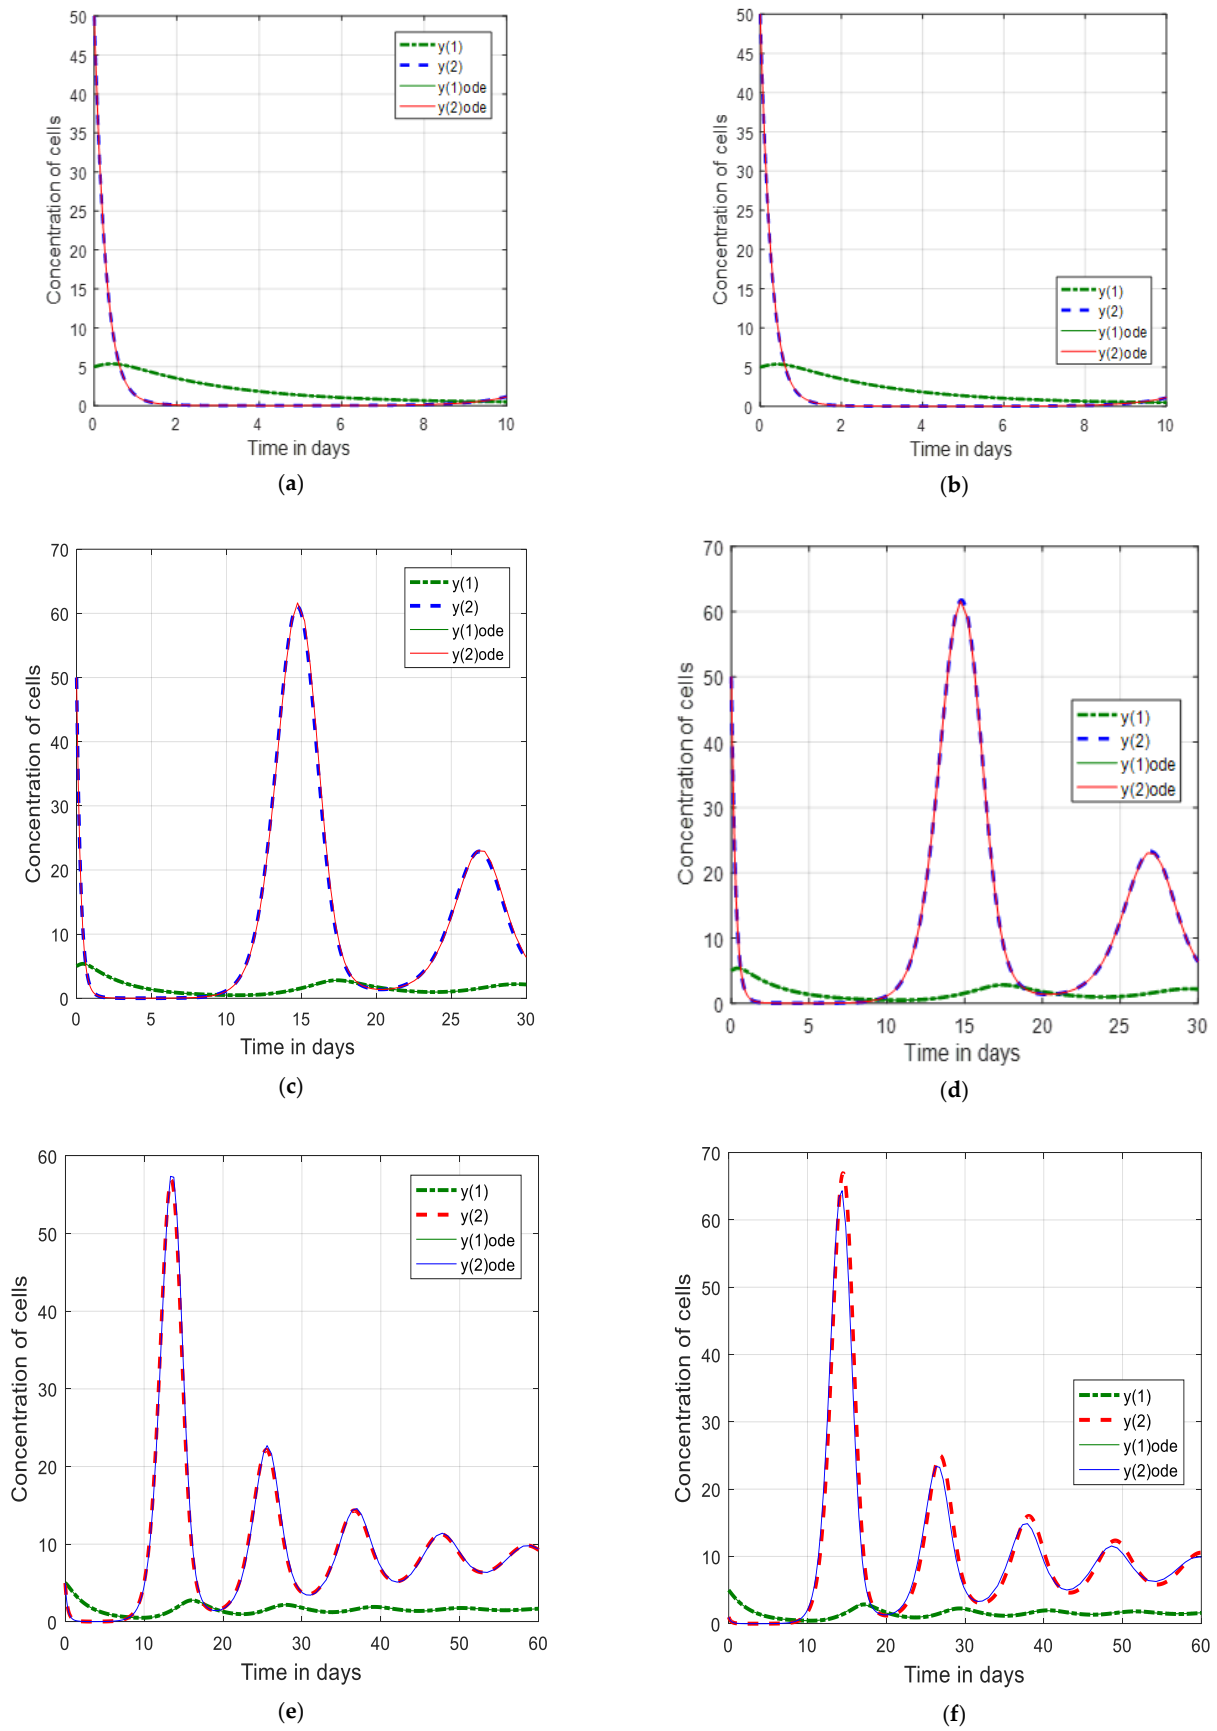 50
45
40
35
30
25
20
15
10
5
0
Concentration of cells
y(1)
y(2)
y(1)ode
y(2)ode
0 2 4 6 8 10
Time in days
(a)
50
45
40
35
30
25
20
15
10
5
0
Concentration of cells
y(1)
y(2)
y(1)ode
y(2)ode
0 2 4 6 8 10
Time in days
(b)
70
60
50
40
30
20
10
0
Concentration of cells
y(1)
y(2)
y(1)ode
y(2)ode
0 5 10 15 20 25 30
Time in days
(c)
70
60
50
40
30
20
10
0
Concentration of cells
y(1)
y(2)
y(1)ode
y(2)ode
0 5 10 15 20 25 30
Time in days
(d)
60
50
40
30
20
10
0
Concentration of cells
y(1)
y(2)
y(1)ode
y(2)ode
0 10 20 30 40 50 60
Time in days
(e)
70
60
50
40
30
20
10
0
Concentration of cells
y(1)
y(2)
y(1)ode
y(2)ode
0 10 20 30 40 50 60
Time in days
(f)